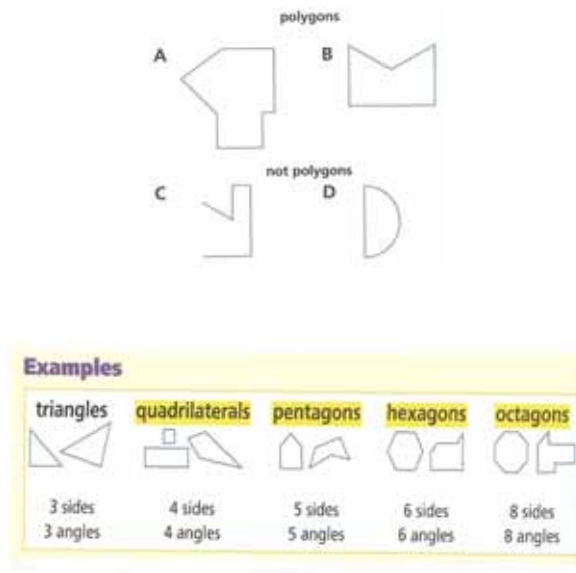 polygons
A B
not polygons
C D
Examples
triangles quadrilaterals pentagons hexagons octagons
3 sides 4 sides 5 sides 6 sides 8 sides
3 angles 4 angles 5 angles 6 angles 8 angles